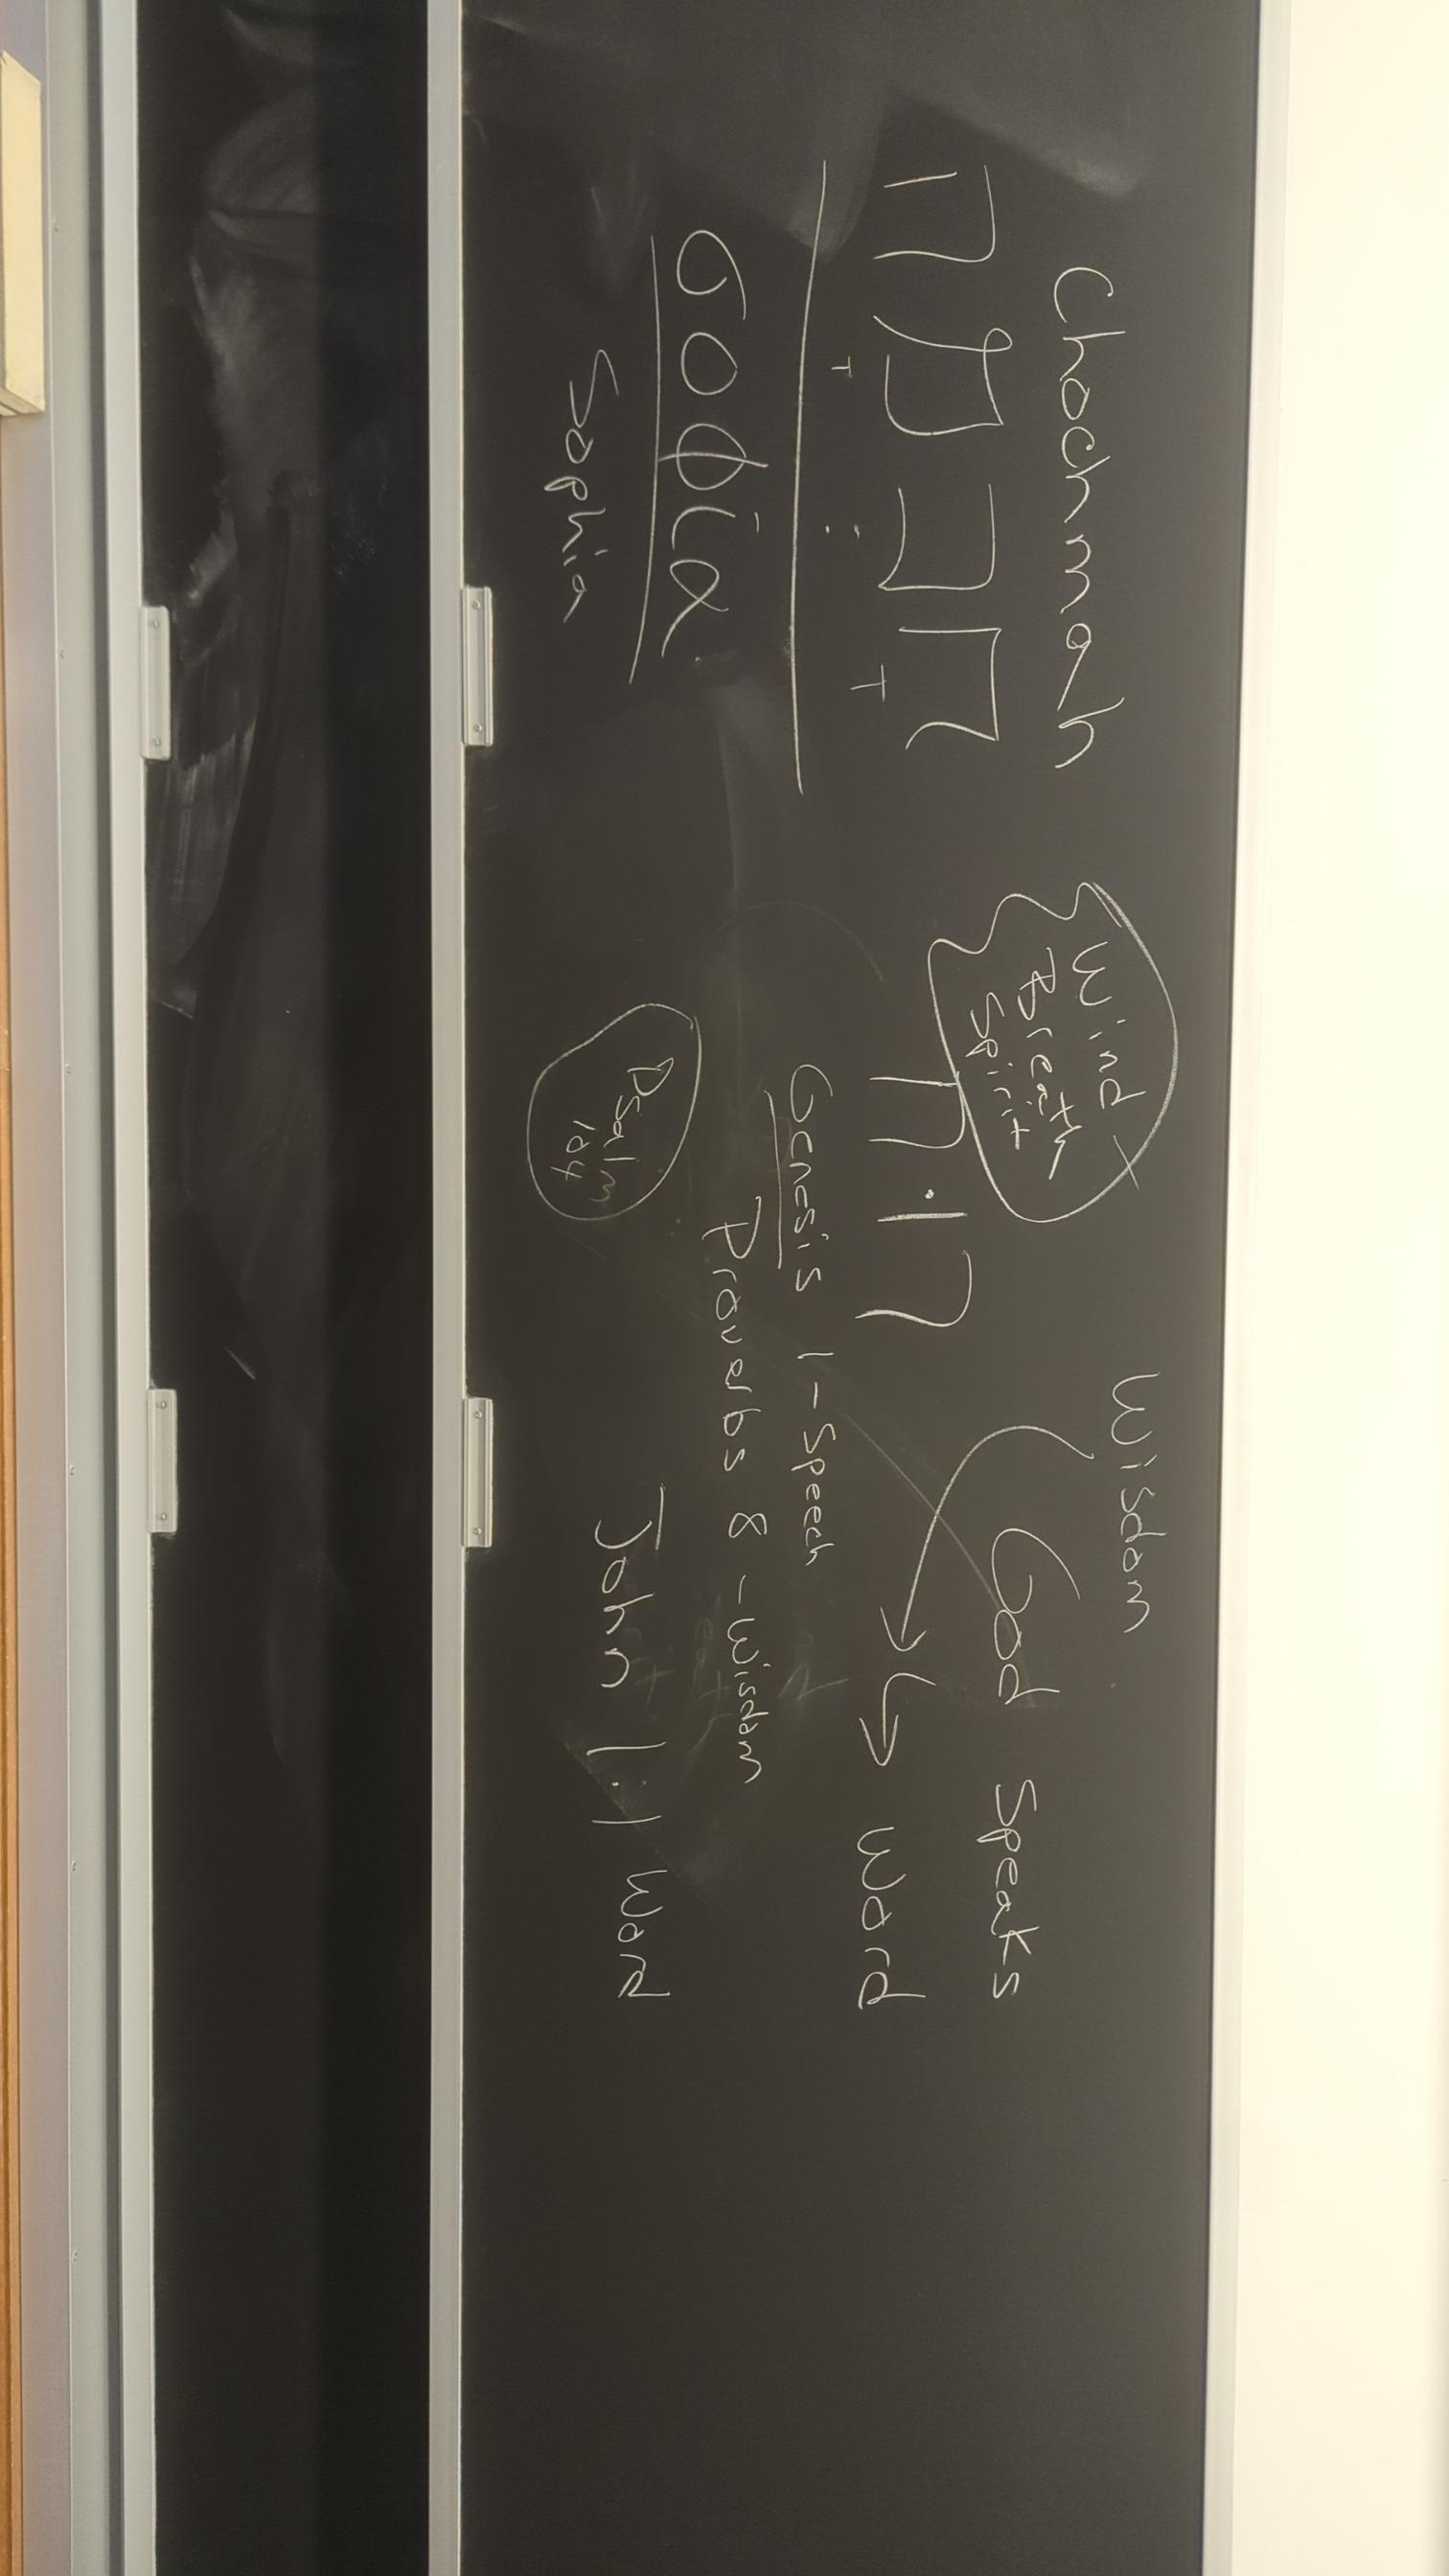 Chochmah
חָכְמָה
σοφία
Sophia
Wind
Breath
Spirit
רוּח
Genesis 1 - Speech
Proverbs 8 - Wisdom
Psalm
104
Wisdom
God Speaks
Word
John 1:1 Word